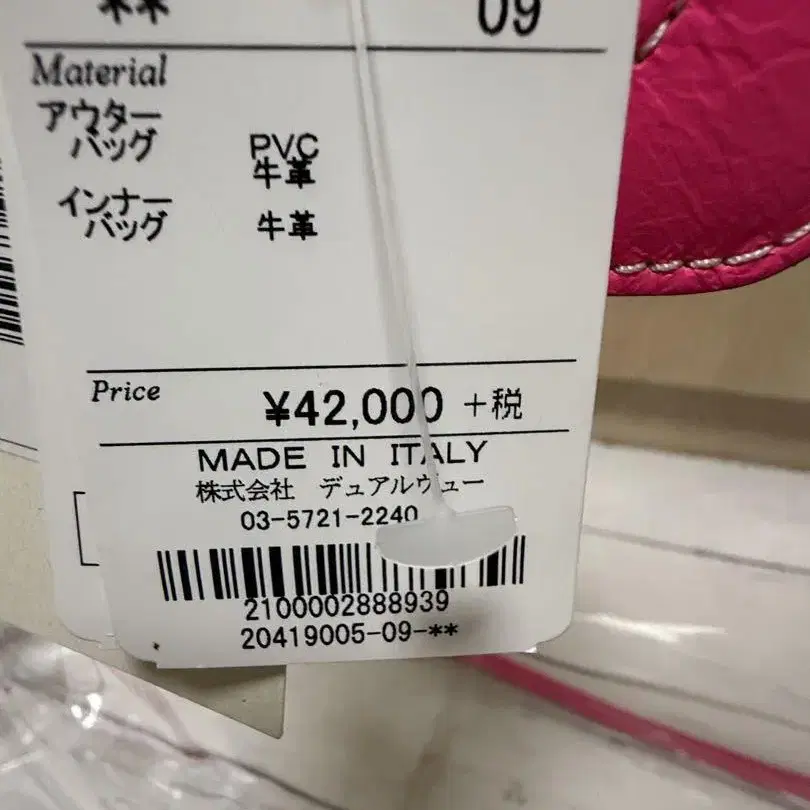 ** 09
Material
アウター
バッグ PVC
牛革
インナー
バッグ 牛革
Price ¥42,000 +税
MADE IN ITALY
株式会社 デュアルヴュー
03-5721-2240
2100002888939
20419005-09-**